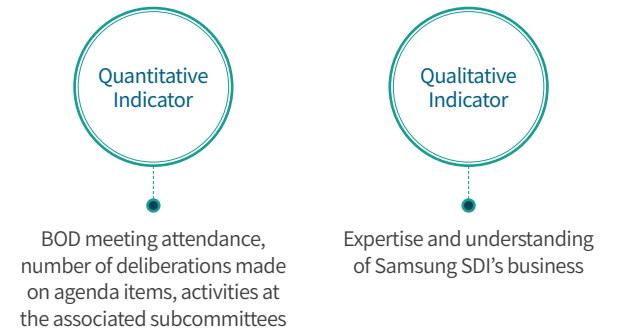 Quantitative
Indicator
BOD meeting attendance,
number of deliberations made
on agenda items, activities at
the associated subcommittees
Qualitative
Indicator
Expertise and understanding
of Samsung SDI’s business